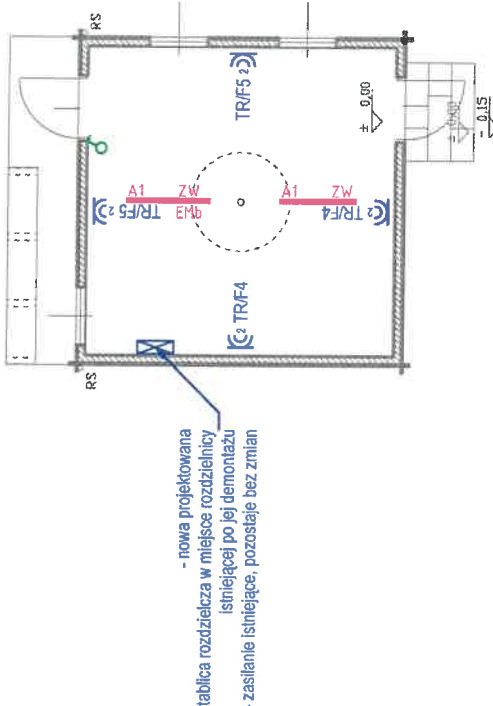 RS
A1 ZW
EMb
TR/F5 2
A1 ZW
2 TR/F4
TR/F5 2
2 TR/F4
± 0,00
± 0,00
- 0,15
RS
- nowa projektowana
tablica rozdzielcza w miejsce rozdzielnicy
istniejącej po jej demontażu
- zasilanie istniejące, pozostaje bez zmian